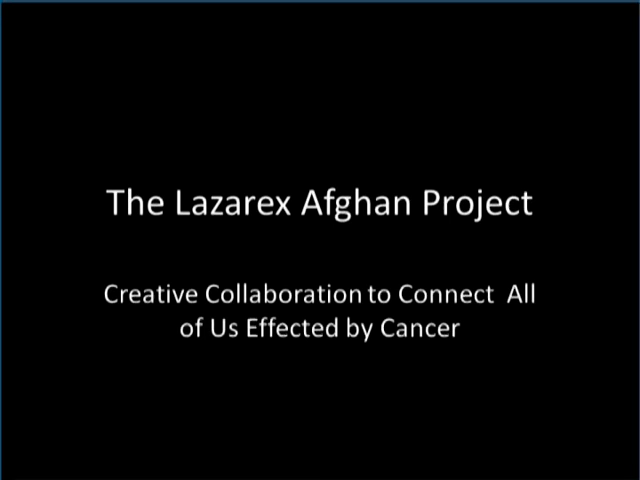 The Lazarex Afghan Project
Creative Collaboration to Connect  All
of Us Effected by Cancer